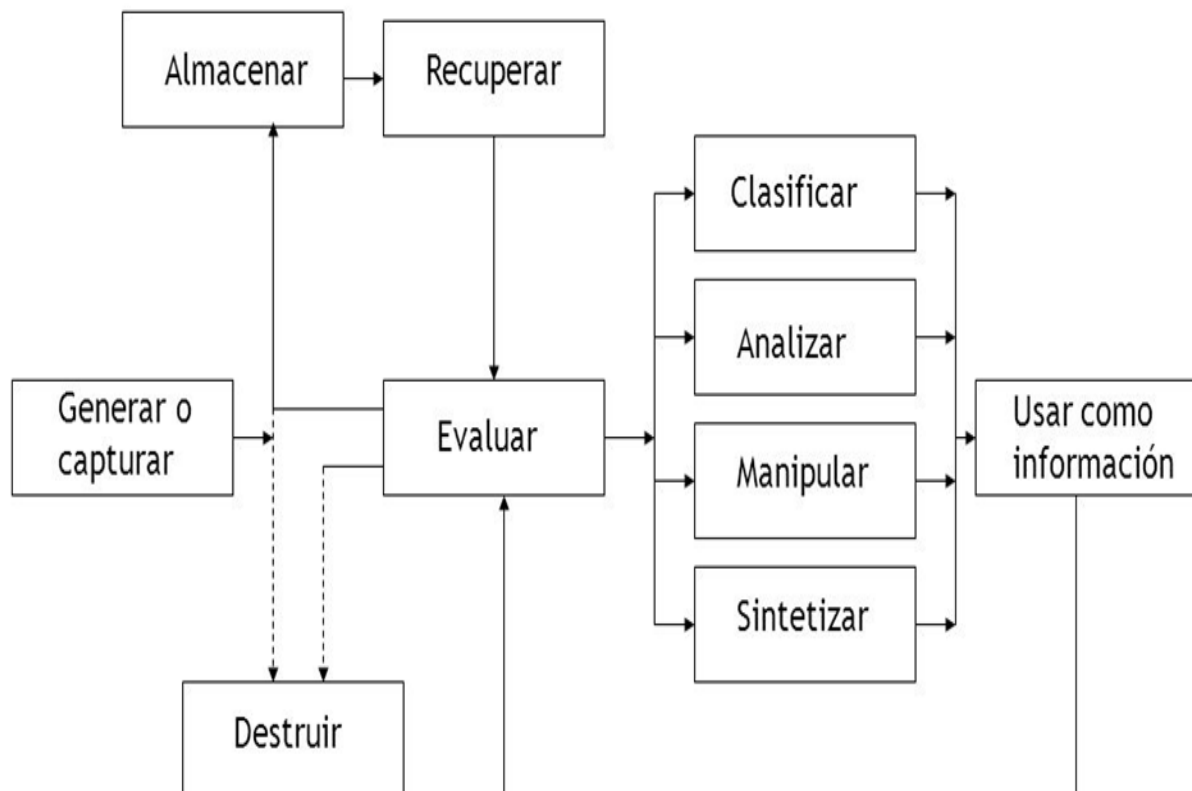 Almacenar
Recuperar
Clasificar
Analizar
Generar o
capturar
Evaluar
Manipular
Usar como
información
Sintetizar
Destruir